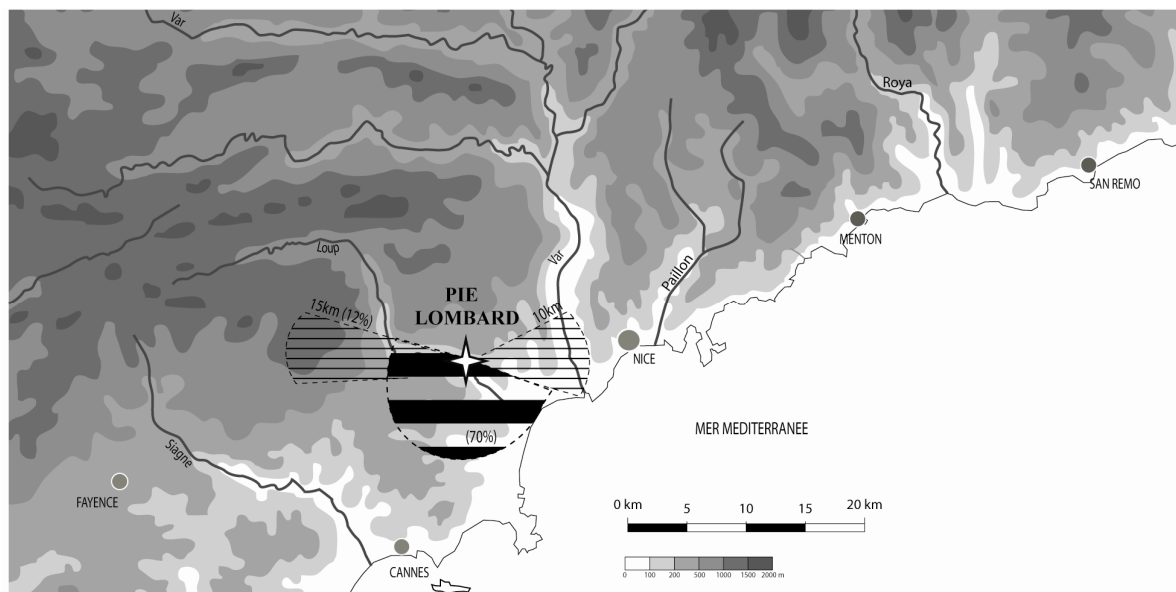 Var
Roya
SAN REMO
MENTON
Loup
Var
Paillon
PIE
LOMBARD
15km (12%)
10km
NICE
MER MEDITERRANEE
(70%)
Siagne
FAYENCE
CANNES
0 km 5 10 15 20 km
0 100 200 500 1000 1500 2000 m